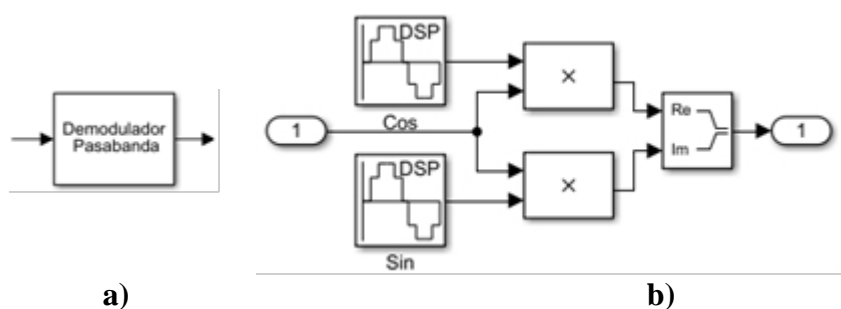 Demodulador
Pasabanda
a)
DSP
Cos
1
×
Re
Im
1
DSP
Sin
×
b)